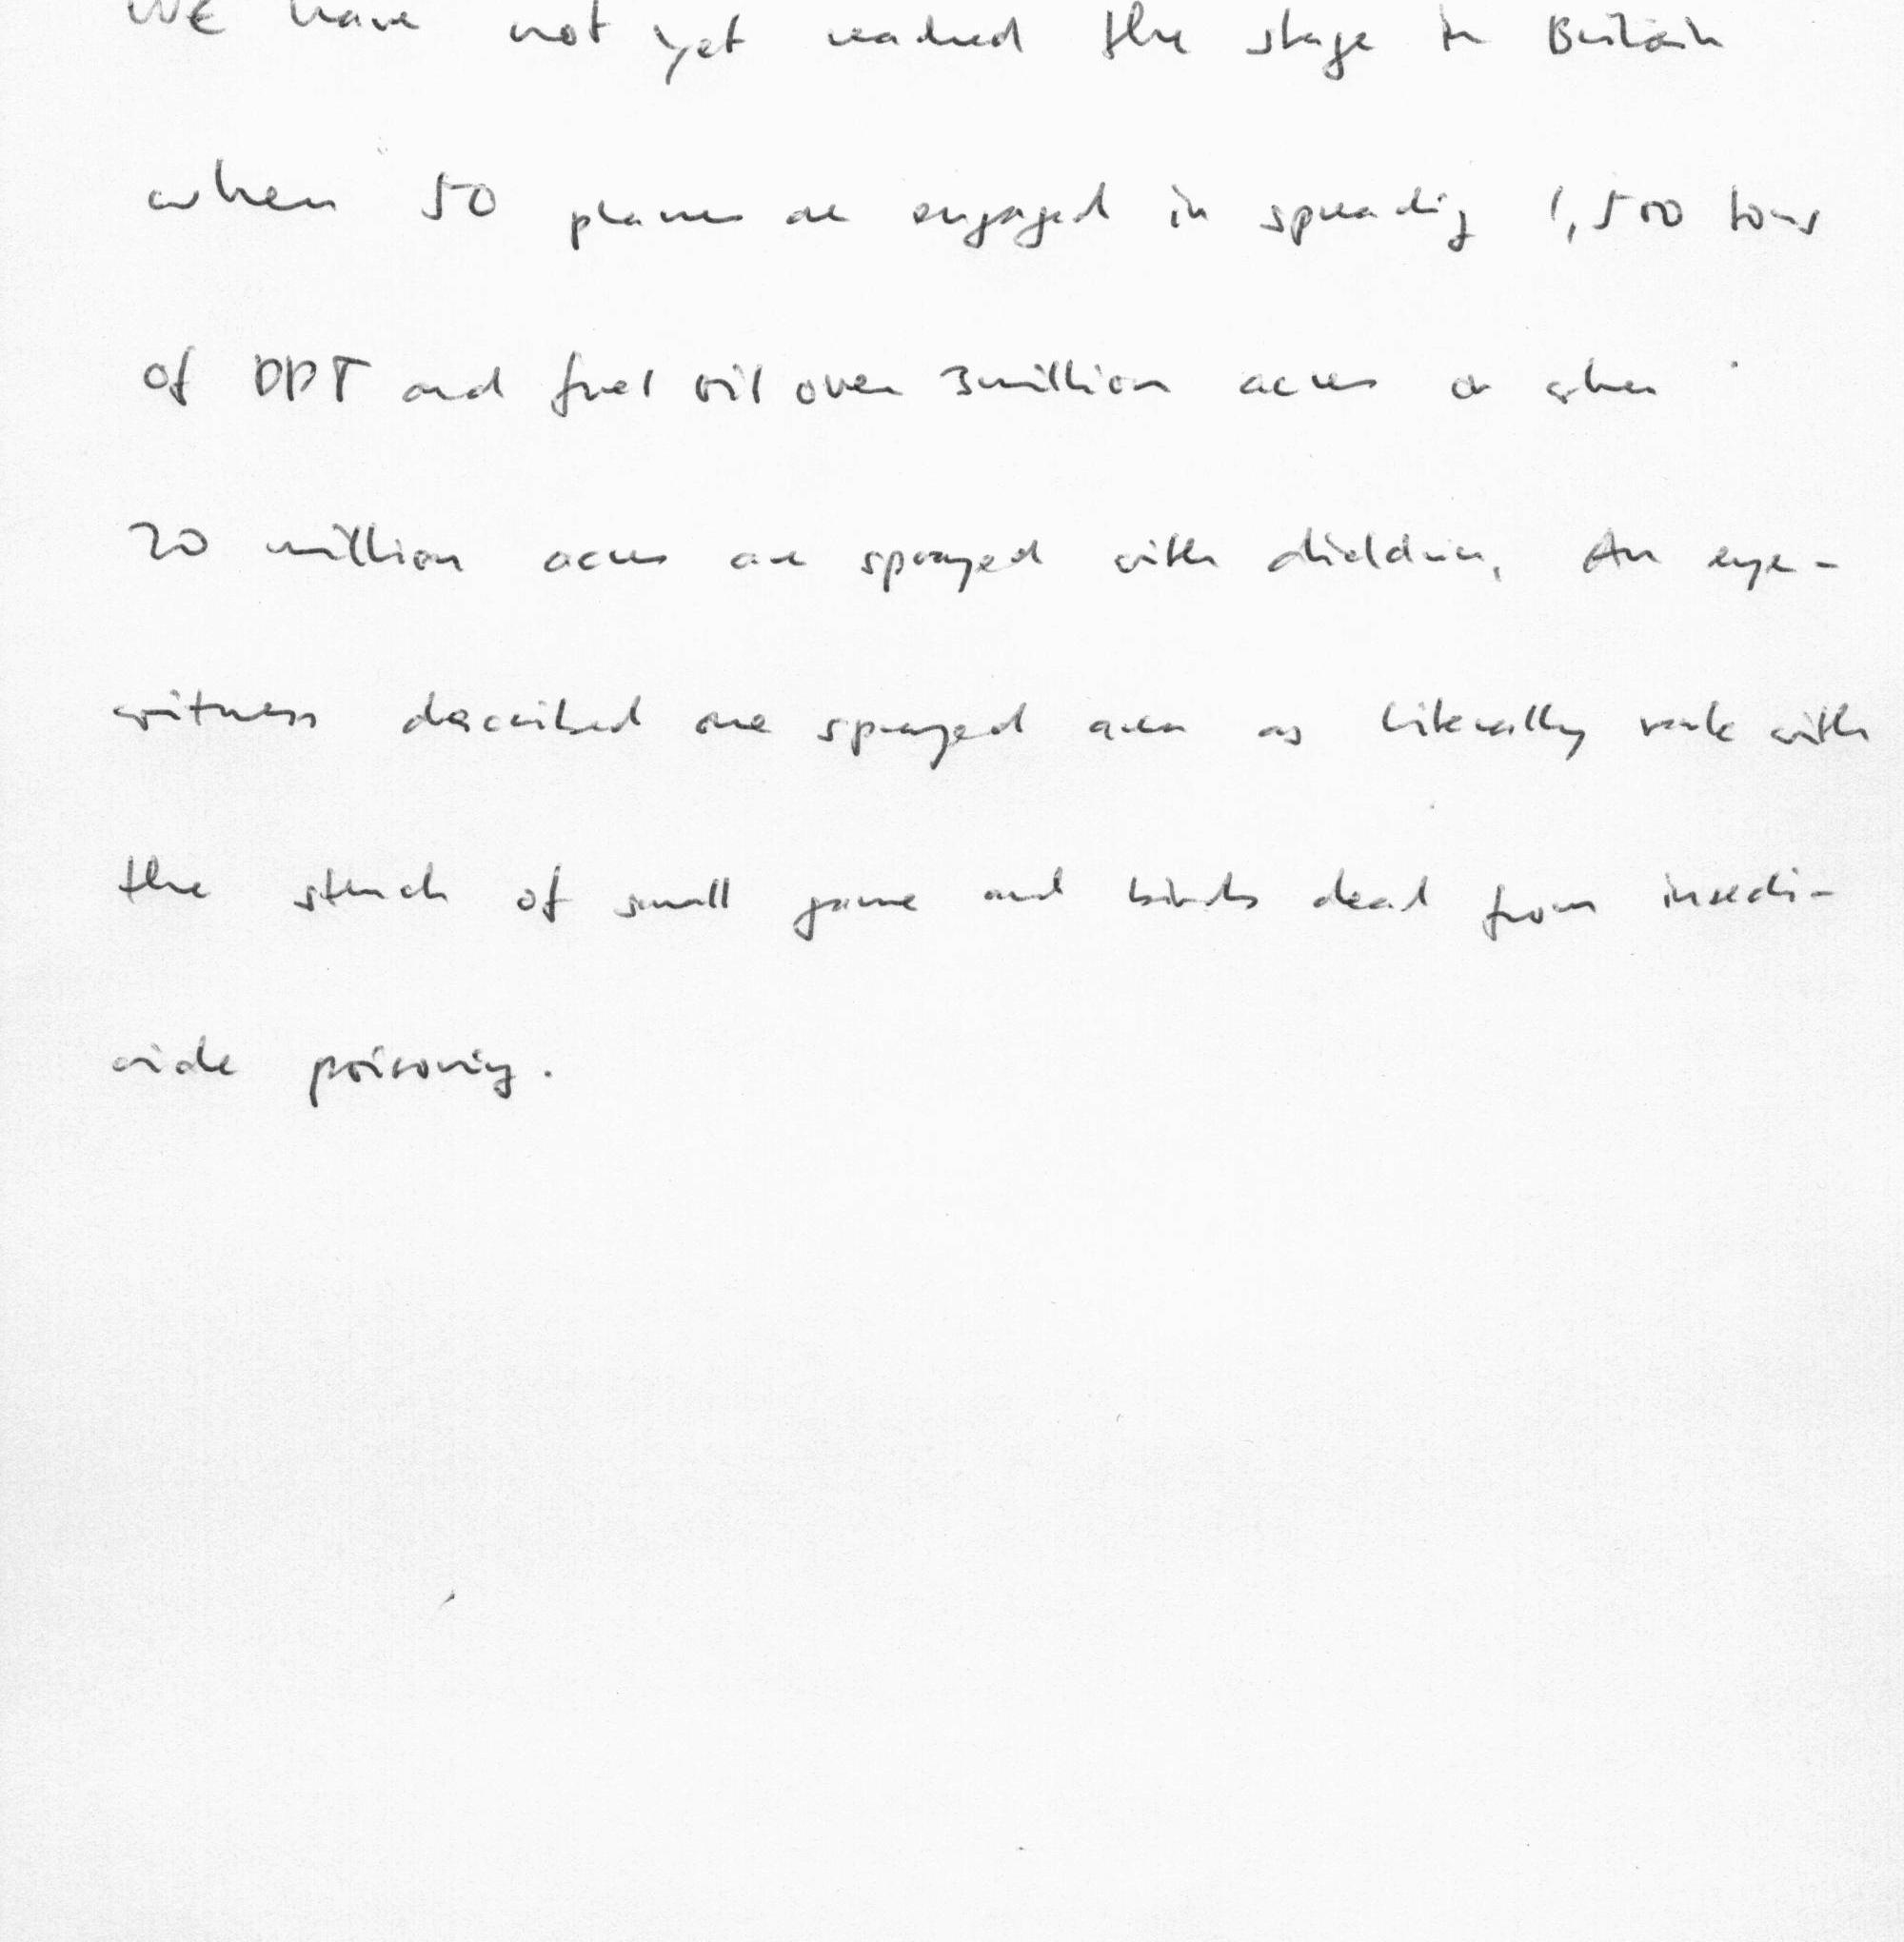 We have not yet reached the stage in Britain
when 50 planes are engaged in spreading 1,500 tons
of DDT and fuel oil over 3 million acres or when
20 million acres are sprayed with dieldrin. An eye-
witness described one sprayed area as literally rank with
the stench of small game and birds dead from insecti-
cide poisoning.